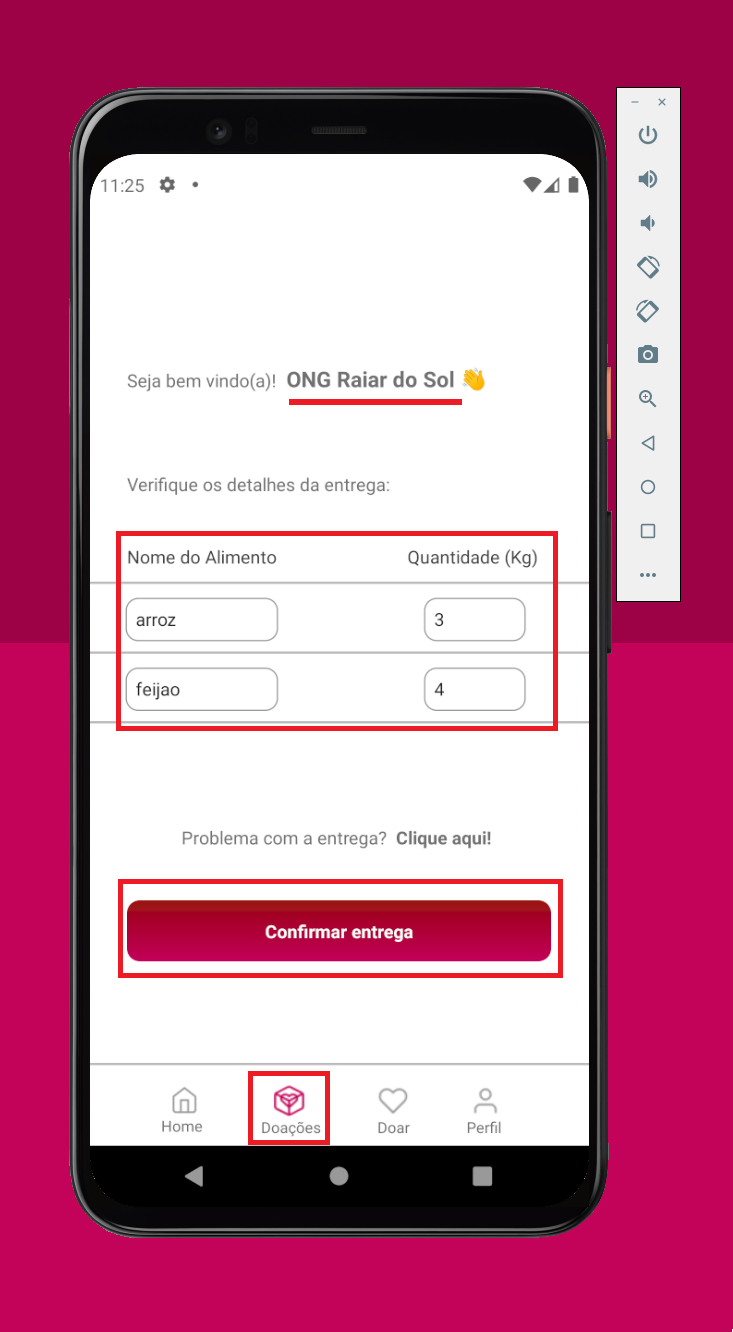 11:25
Seja bem vindo(a)! ONG Raiar do Sol 👋
Verifique os detalhes da entrega:
Nome do Alimento Quantidade (Kg)
arroz 3
feijao 4
Problema com a entrega? Clique aqui!
Confirmar entrega
Home Doações Doar Perfil